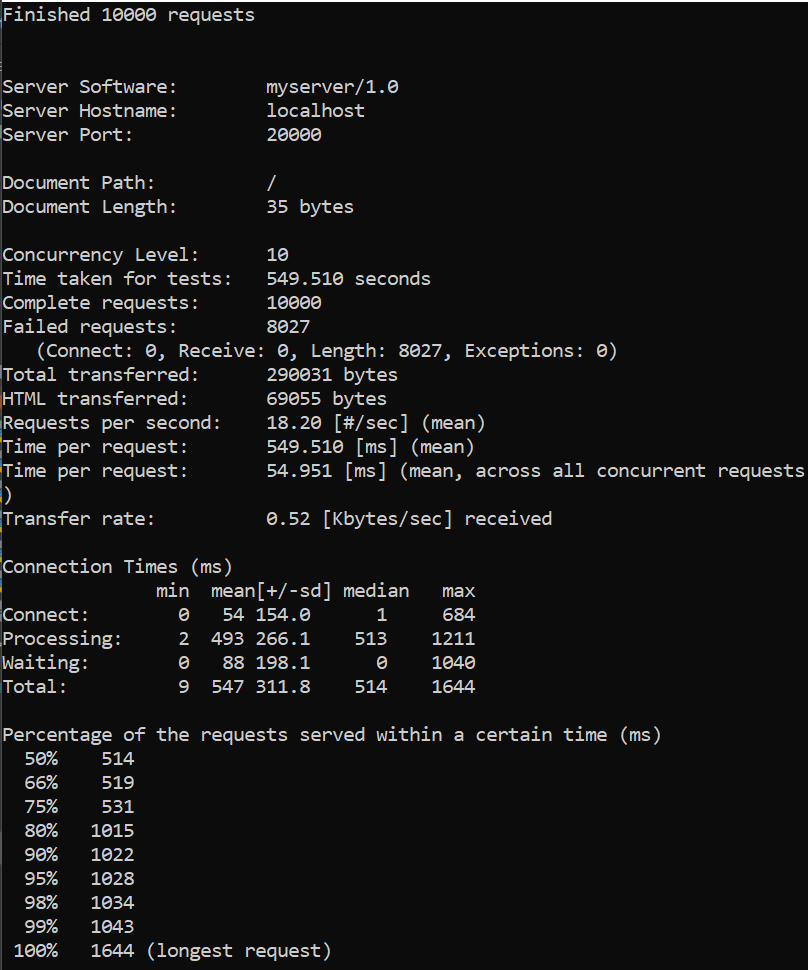 Finished 10000 requests
Server Software:        myserver/1.0
Server Hostname:        localhost
Server Port:            20000
Document Path:          /
Document Length:        35 bytes
Concurrency Level:      10
Time taken for tests:   549.510 seconds
Complete requests:      10000
Failed requests:        8027
   (Connect: 0, Receive: 0, Length: 8027, Exceptions: 0)
Total transferred:      290031 bytes
HTML transferred:       69055 bytes
Requests per second:    18.20 [#/sec] (mean)
Time per request:       549.510 [ms] (mean)
Time per request:       54.951 [ms] (mean, across all concurrent requests
)
Transfer rate:          0.52 [Kbytes/sec] received
Connection Times (ms)
              min  mean[+/-sd] median   max
Connect:        0   54 154.0      1     684
Processing:     2  493 266.1    513    1211
Waiting:        0   88 198.1      0    1040
Total:          9  547 311.8    514    1644
Percentage of the requests served within a certain time (ms)
  50%    514
  66%    519
  75%    531
  80%   1015
  90%   1022
  95%   1028
  98%   1034
  99%   1043
 100%   1644 (longest request)